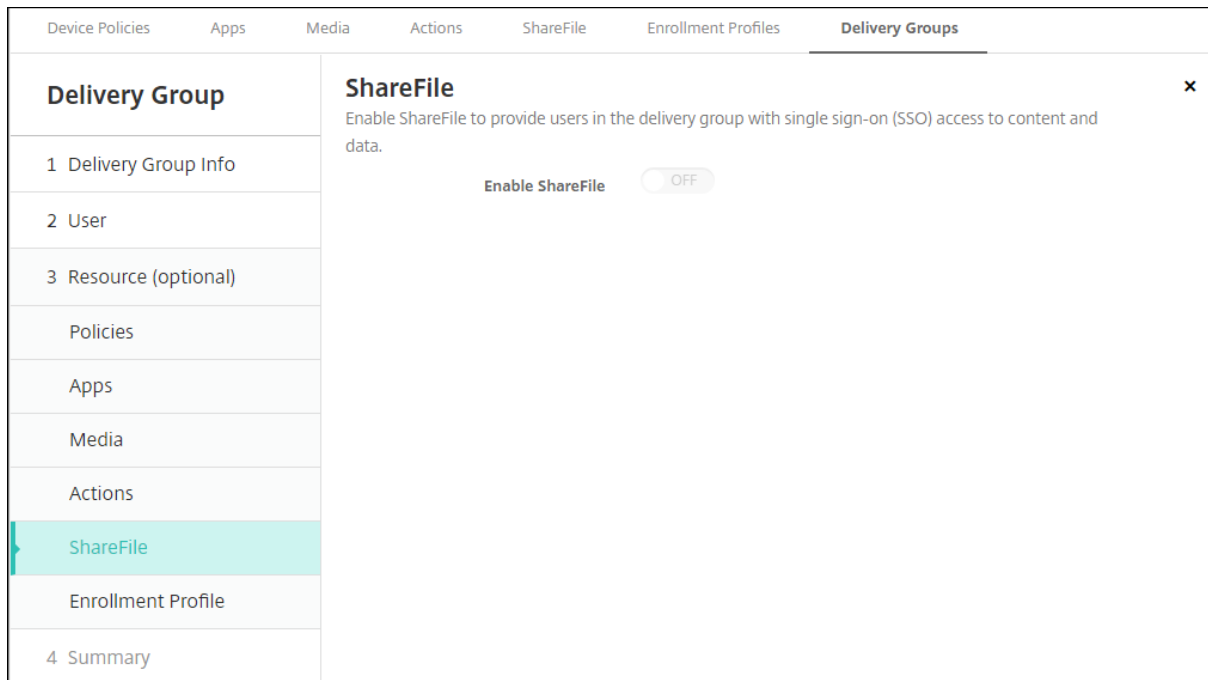 Device Policies Apps Media Actions ShareFile Enrollment Profiles Delivery Groups
Delivery Group
1 Delivery Group Info
2 User
3 Resource (optional)
Policies
Apps
Media
Actions
ShareFile
Enrollment Profile
4 Summary
ShareFile
Enable ShareFile to provide users in the delivery group with single sign-on (SSO) access to content and
data.
Enable ShareFile OFF